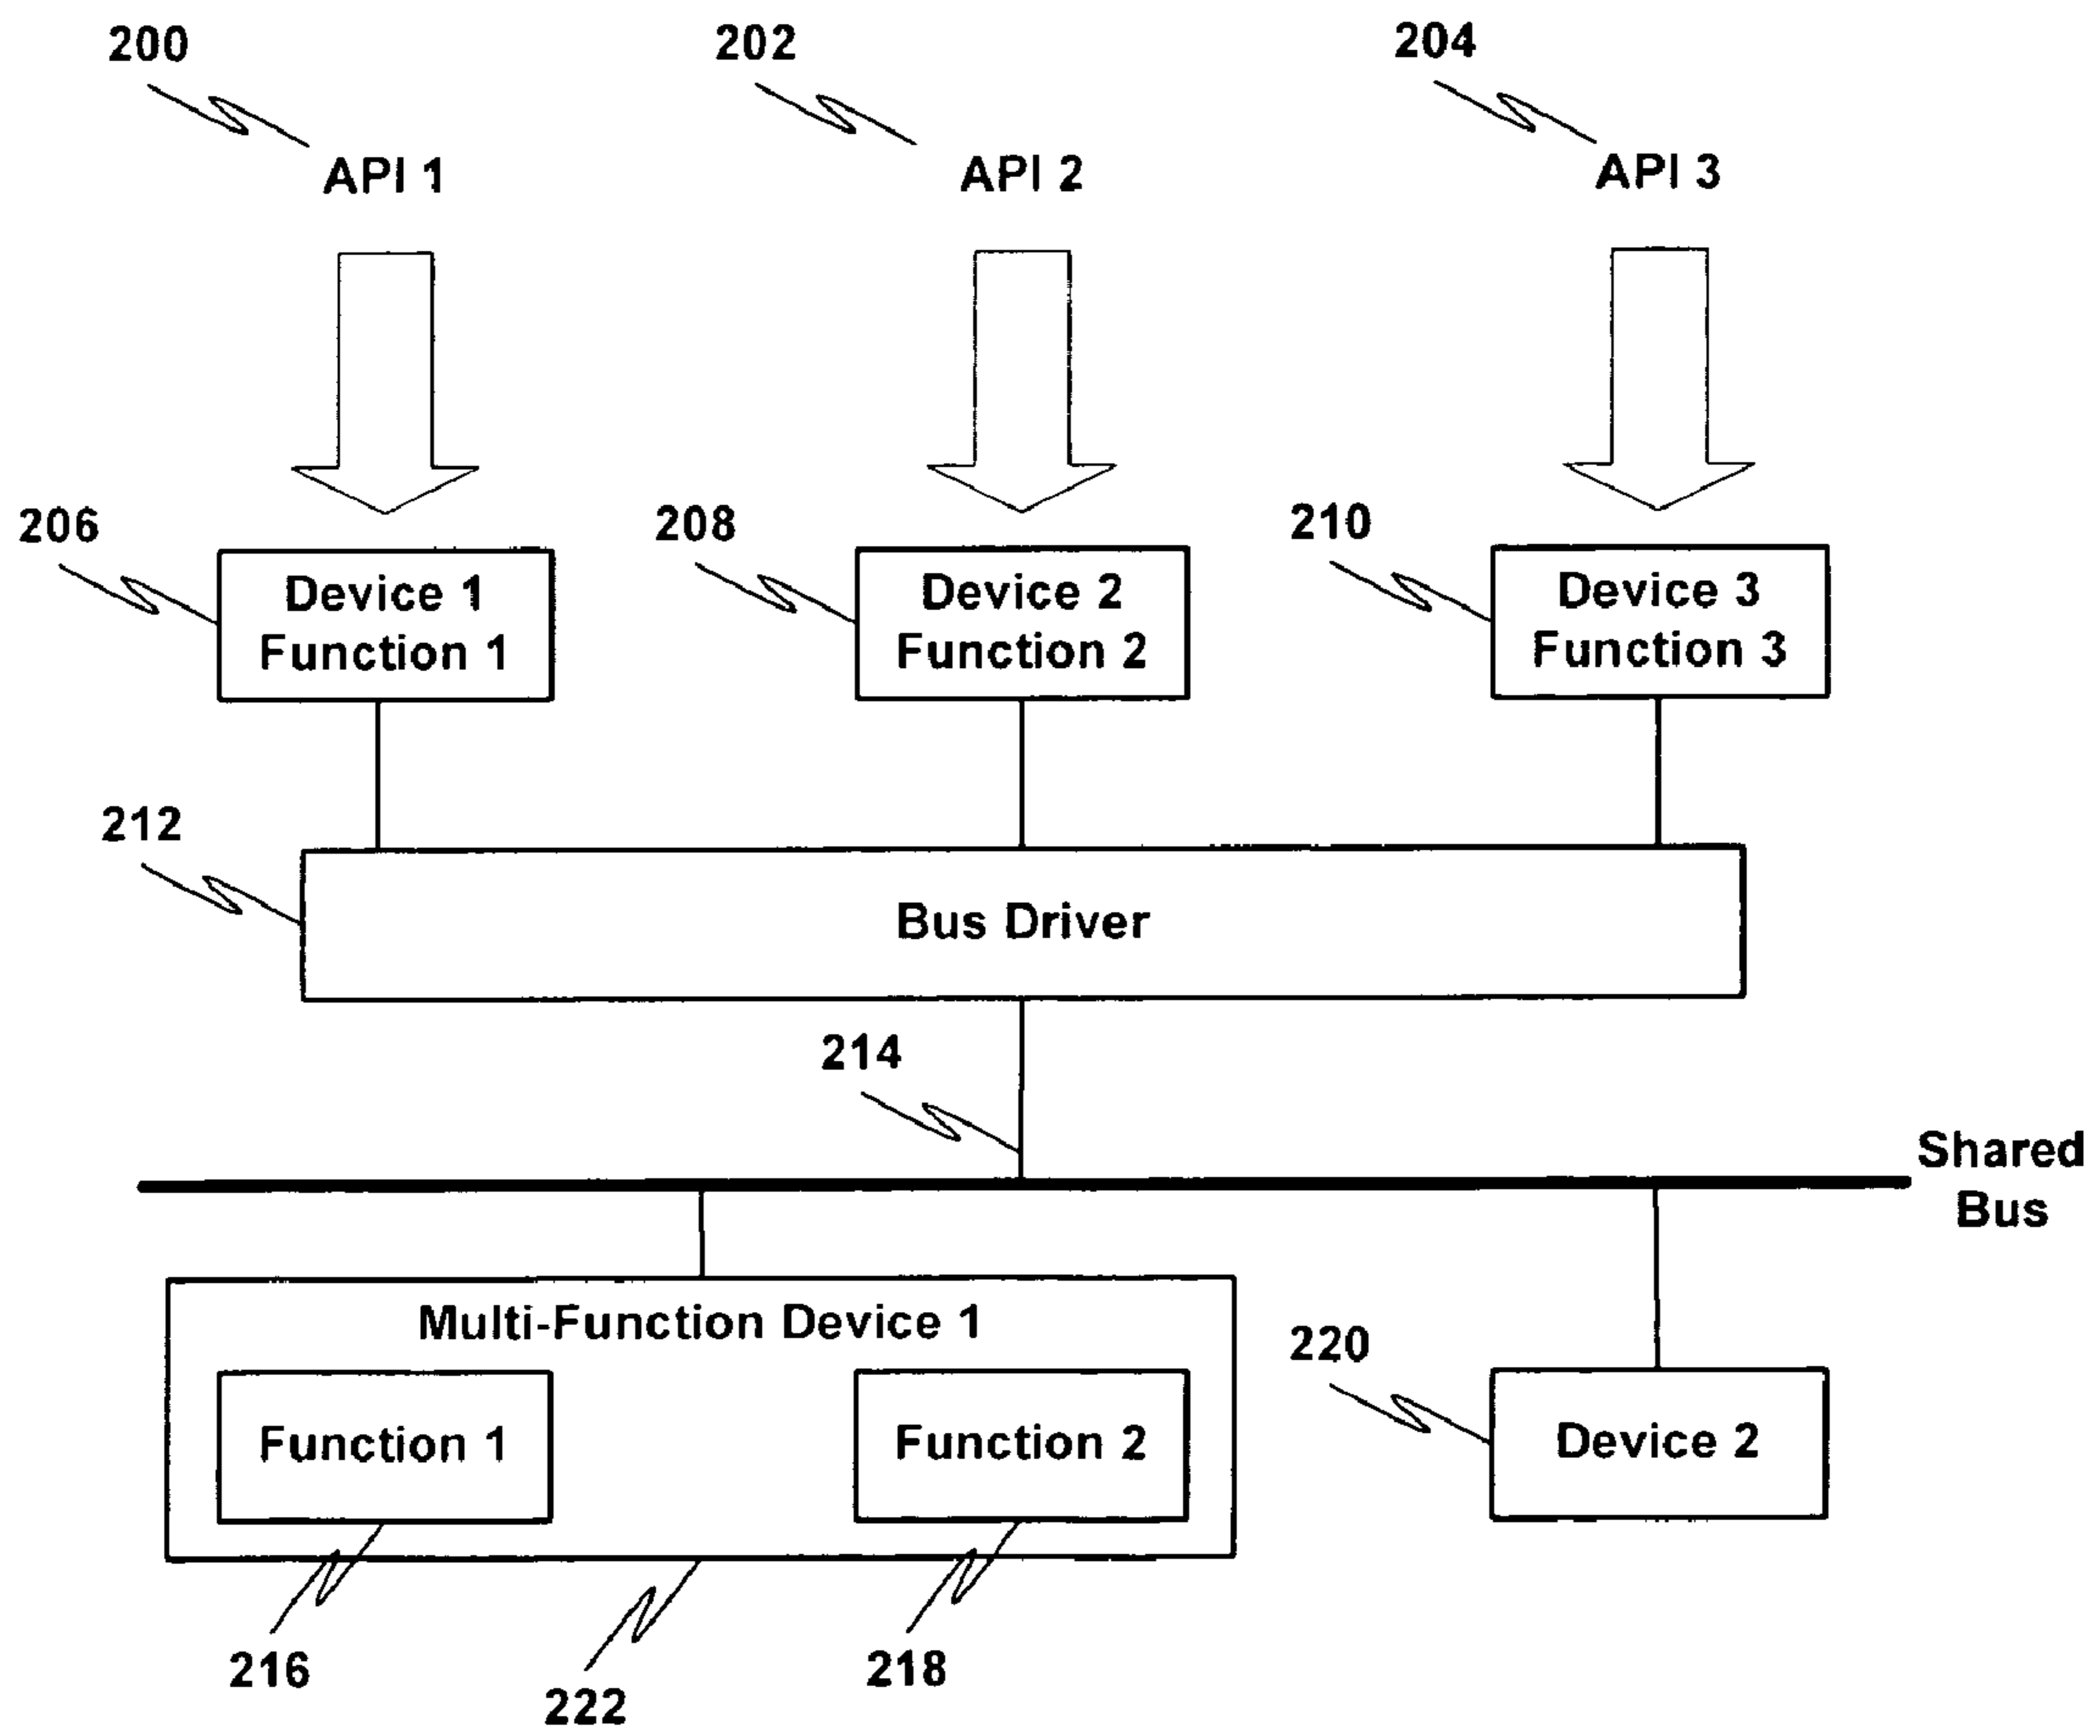 200
202
204
API 1
API 2
API 3
206
208
210
Device 1
Function 1
Device 2
Function 2
Device 3
Function 3
212
Bus Driver
214
Shared
Bus
Multi-Function Device 1
220
Function 1
Function 2
Device 2
216
222
218